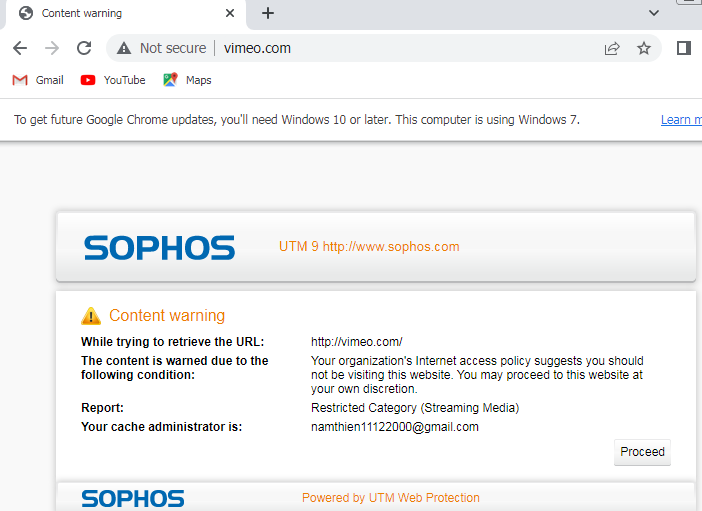 Content warning
Not secure
vimeo.com
Gmail
YouTube
Maps
To get future Google Chrome updates, you'll need Windows 10 or later. This computer is using Windows 7.
Learn m
SOPHOS
UTM 9 http://www.sophos.com
Content warning
While trying to retrieve the URL: http://vimeo.com/
The content is warned due to the following condition:
Your organization's Internet access policy suggests you should
not be visiting this website. You may proceed to this website at
your own discretion.
Report: Restricted Category (Streaming Media)
Your cache administrator is: namthien11122000@gmail.com
Proceed
SOPHOS
Powered by UTM Web Protection